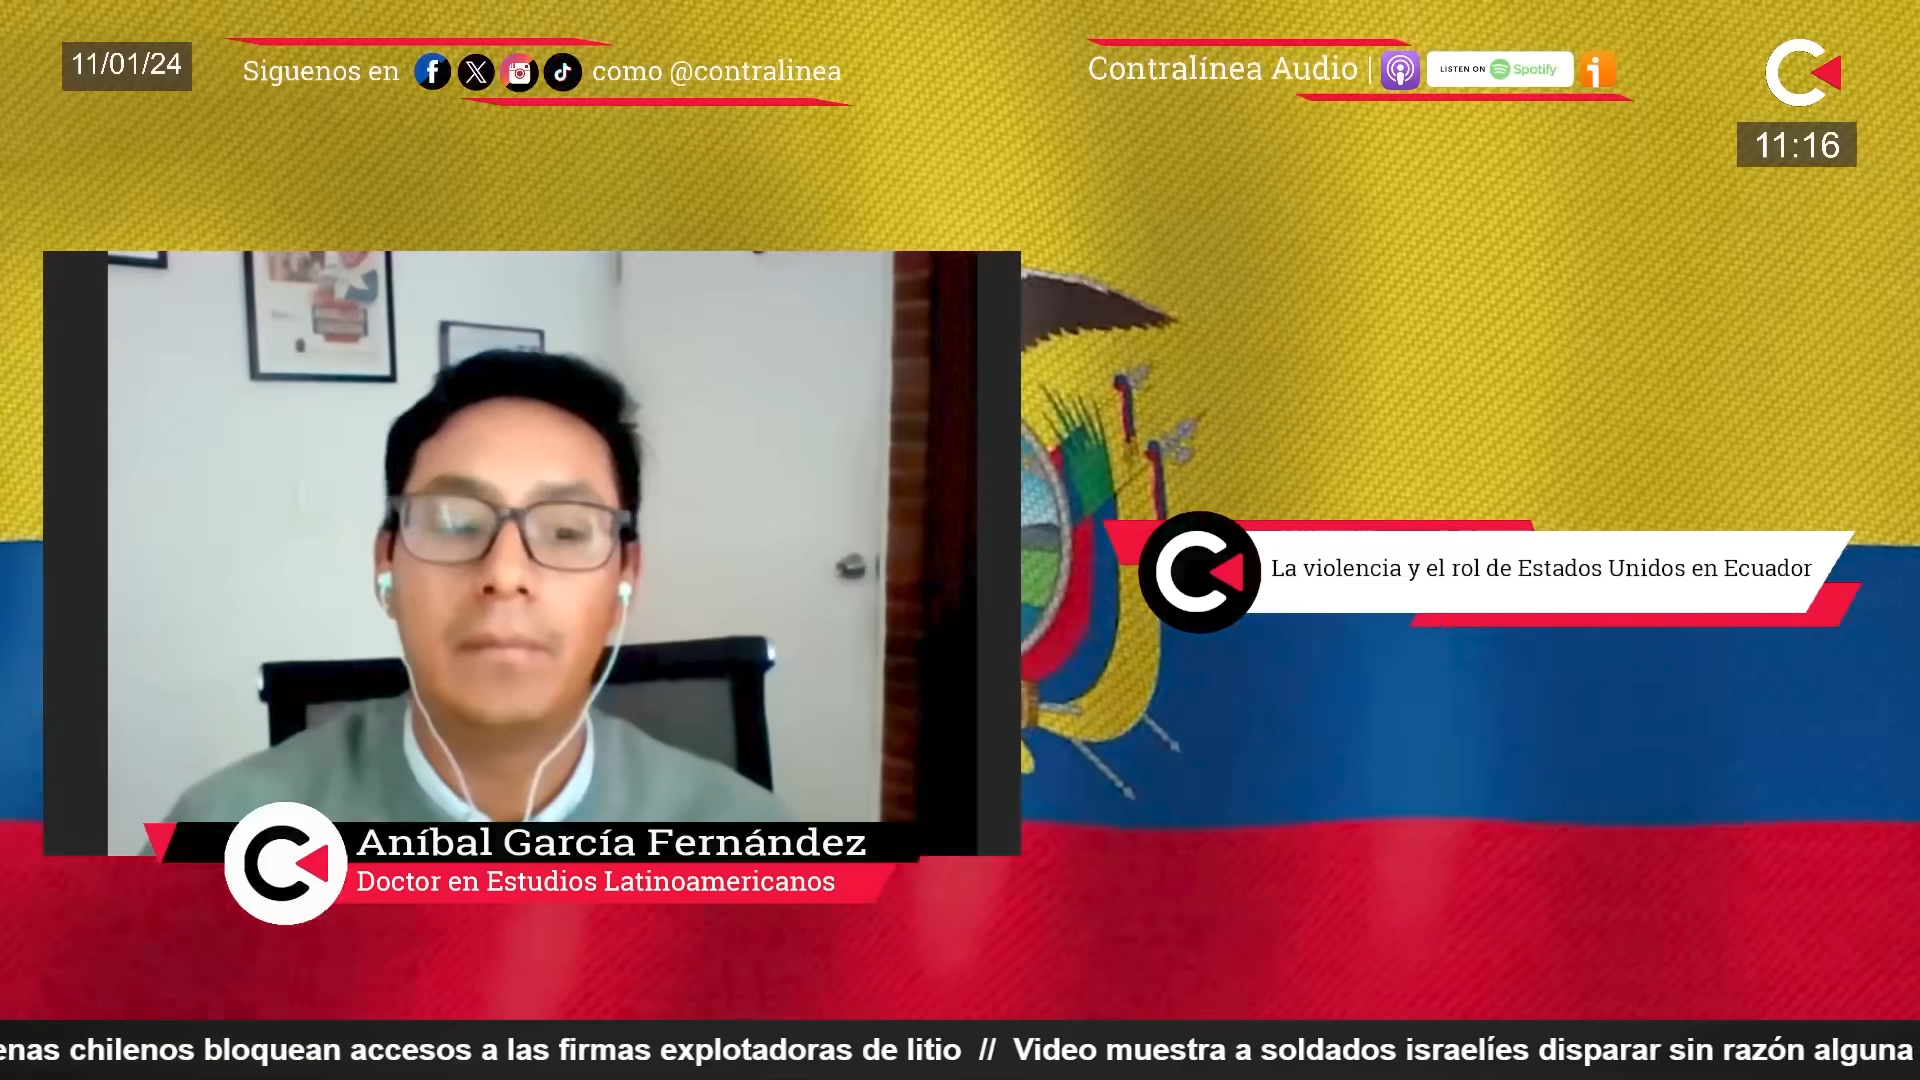 11/01/24
Siguenos en
como @contralinea
Contralínea Audio |
LISTEN ON Spotify
11:16
La violencia y el rol de Estados Unidos en Ecuador
Aníbal García Fernández
Doctor en Estudios Latinoamericanos
enas chilenos bloquean accesos a las firmas explotadoras de litio // Video muestra a soldados israelíes disparar sin razón alguna